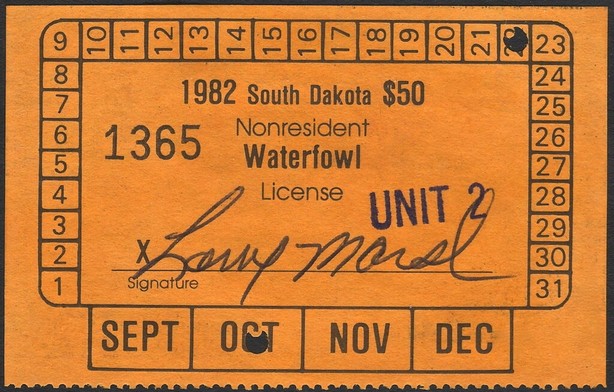 9 10 11 12 13 14 15 16 17 18 19 20 21 22 23
8 24
7 25
6 26
5 27
4 28
3 29
2 30
1 31
1982 South Dakota $50
1365 Nonresident
Waterfowl
License
UNIT 2
X Larry
Signature
SEPT OCT NOV DEC